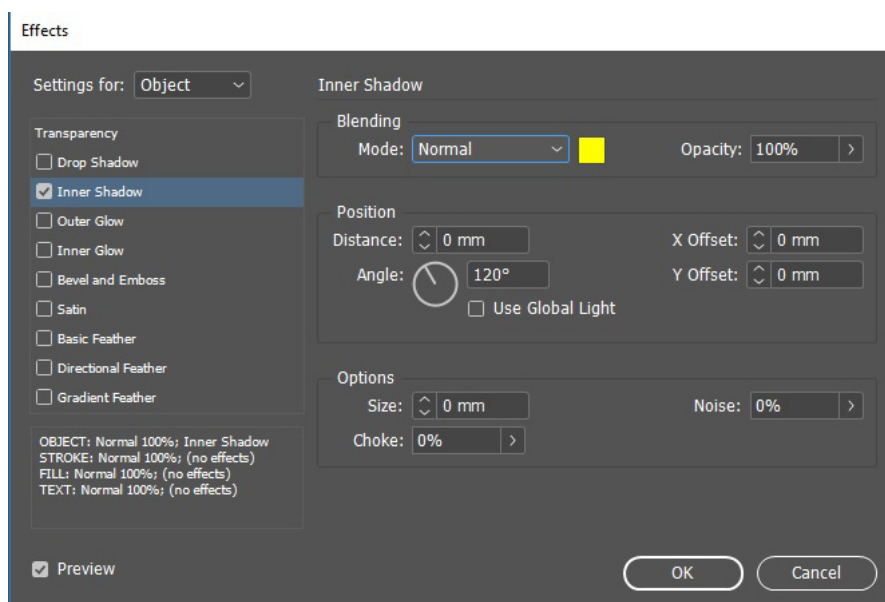 Effects
Settings for: Object
Transparency
Drop Shadow
Inner Shadow
Outer Glow
Inner Glow
Bevel and Emboss
Satin
Basic Feather
Directional Feather
Gradient Feather
OBJECT: Normal 100%; Inner Shadow
STROKE: Normal 100%; (no effects)
FILL: Normal 100%; (no effects)
TEXT: Normal 100%; (no effects)
Preview
Inner Shadow
Blending
Mode: Normal Opacity: 100%
Position
Distance: 0 mm X Offset: 0 mm
Angle: 120° Y Offset: 0 mm
Use Global Light
Options
Size: 0 mm Noise: 0%
Choke: 0%
OK Cancel